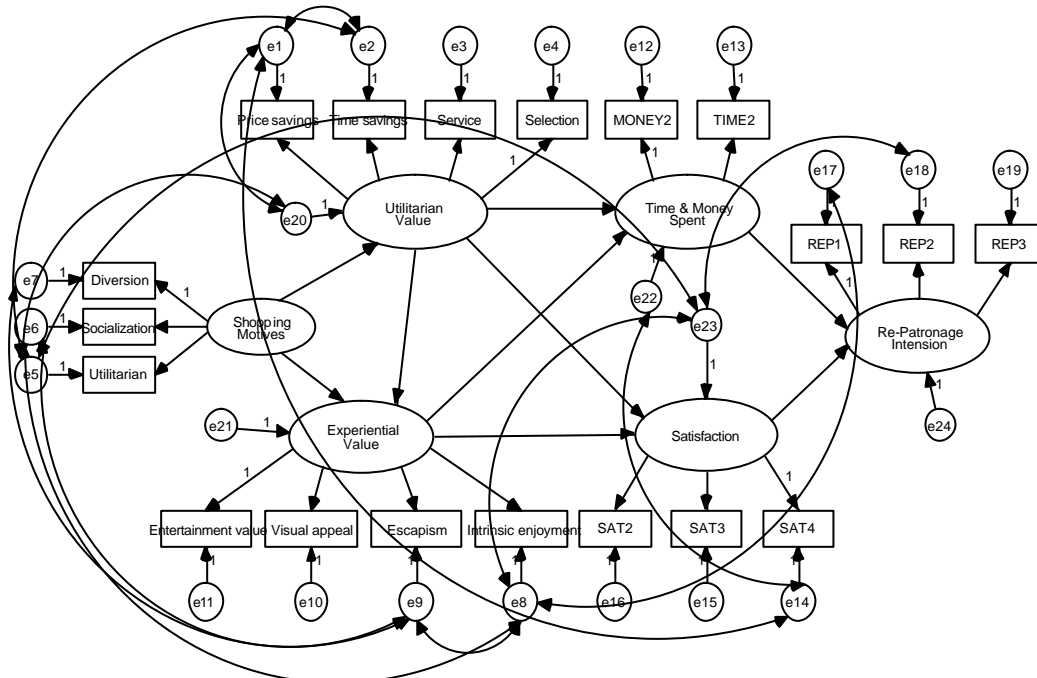 e1
e2
e3
e4
e12
e13
1
1
1
1
1
1
Price savings
Time savings
Service
Selection
MONEY2
TIME2
e17
e18
e19
1
1
1
1
1
e20
1
Utilitarian
Value
Time & Money
Spent
REP1
REP2
REP3
e7
1
Diversion
1
e22
1
1
e6
1
Socialization
Shopping
Motives
e23
Re-Patronage
Intension
e5
1
Utilitarian
1
1
e21
1
Experiential
Value
Satisfaction
e24
1
1
Entertainment value
Visual appeal
Escapism
Intrinsic enjoyment
SAT2
SAT3
SAT4
1
1
1
1
1
1
1
e11
e10
e9
e8
e16
e15
e14